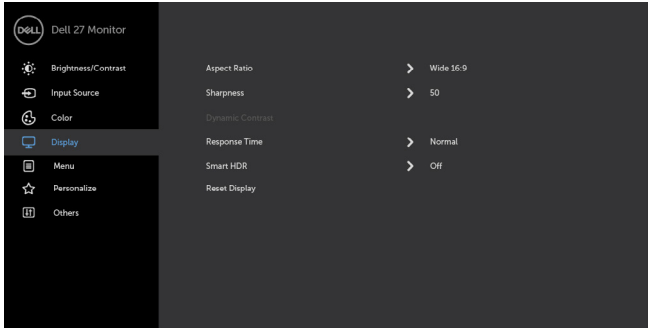 DELL Dell 27 Monitor
Brightness/Contrast
Input Source
Color
Display
Menu
Personalize
Others
Aspect Ratio Wide 16:9
Sharpness 50
Dynamic Contrast
Response Time Normal
Smart HDR Off
Reset Display